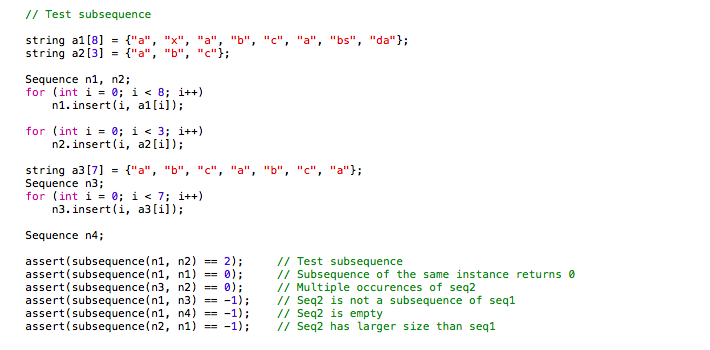 // Test subsequence
string a1[8] = {"a", "x", "a", "b", "c", "a", "bs", "da"};
string a2[3] = {"a", "b", "c"};
Sequence n1, n2;
for (int i = 0; i < 8; i++)
    n1.insert(i, a1[i]);
for (int i = 0; i < 3; i++)
    n2.insert(i, a2[i]);
string a3[7] = {"a", "b", "c", "a", "b", "c", "a"};
Sequence n3;
for (int i = 0; i < 7; i++)
    n3.insert(i, a3[i]);
Sequence n4;
assert(subsequence(n1, n2) == 2);     // Test subsequence
assert(subsequence(n1, n1) == 0);     // Subsequence of the same instance returns 0
assert(subsequence(n3, n2) == 0);     // Multiple occurences of seq2
assert(subsequence(n1, n3) == -1);    // Seq2 is not a subsequence of seq1
assert(subsequence(n1, n4) == -1);    // Seq2 is empty
assert(subsequence(n2, n1) == -1);    // Seq2 has larger size than seq1